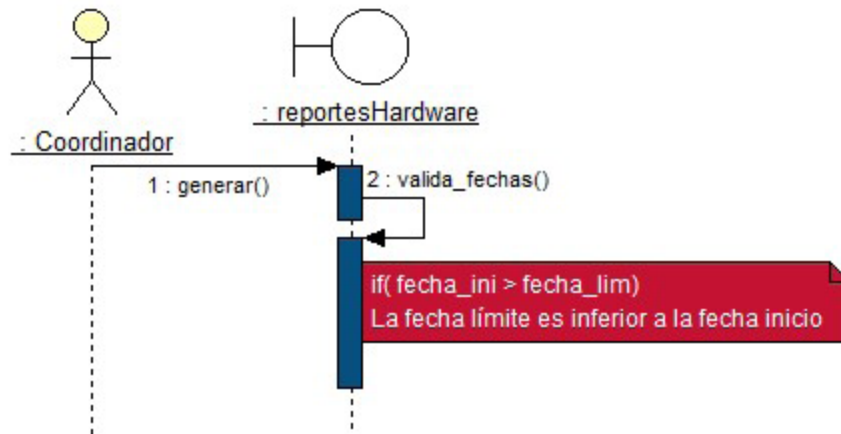 : Coordinador
: reportesHardware
1 : generar()
2 : valida_fechas()
if( fecha_ini > fecha_lim)
La fecha límite es inferior a la fecha inicio